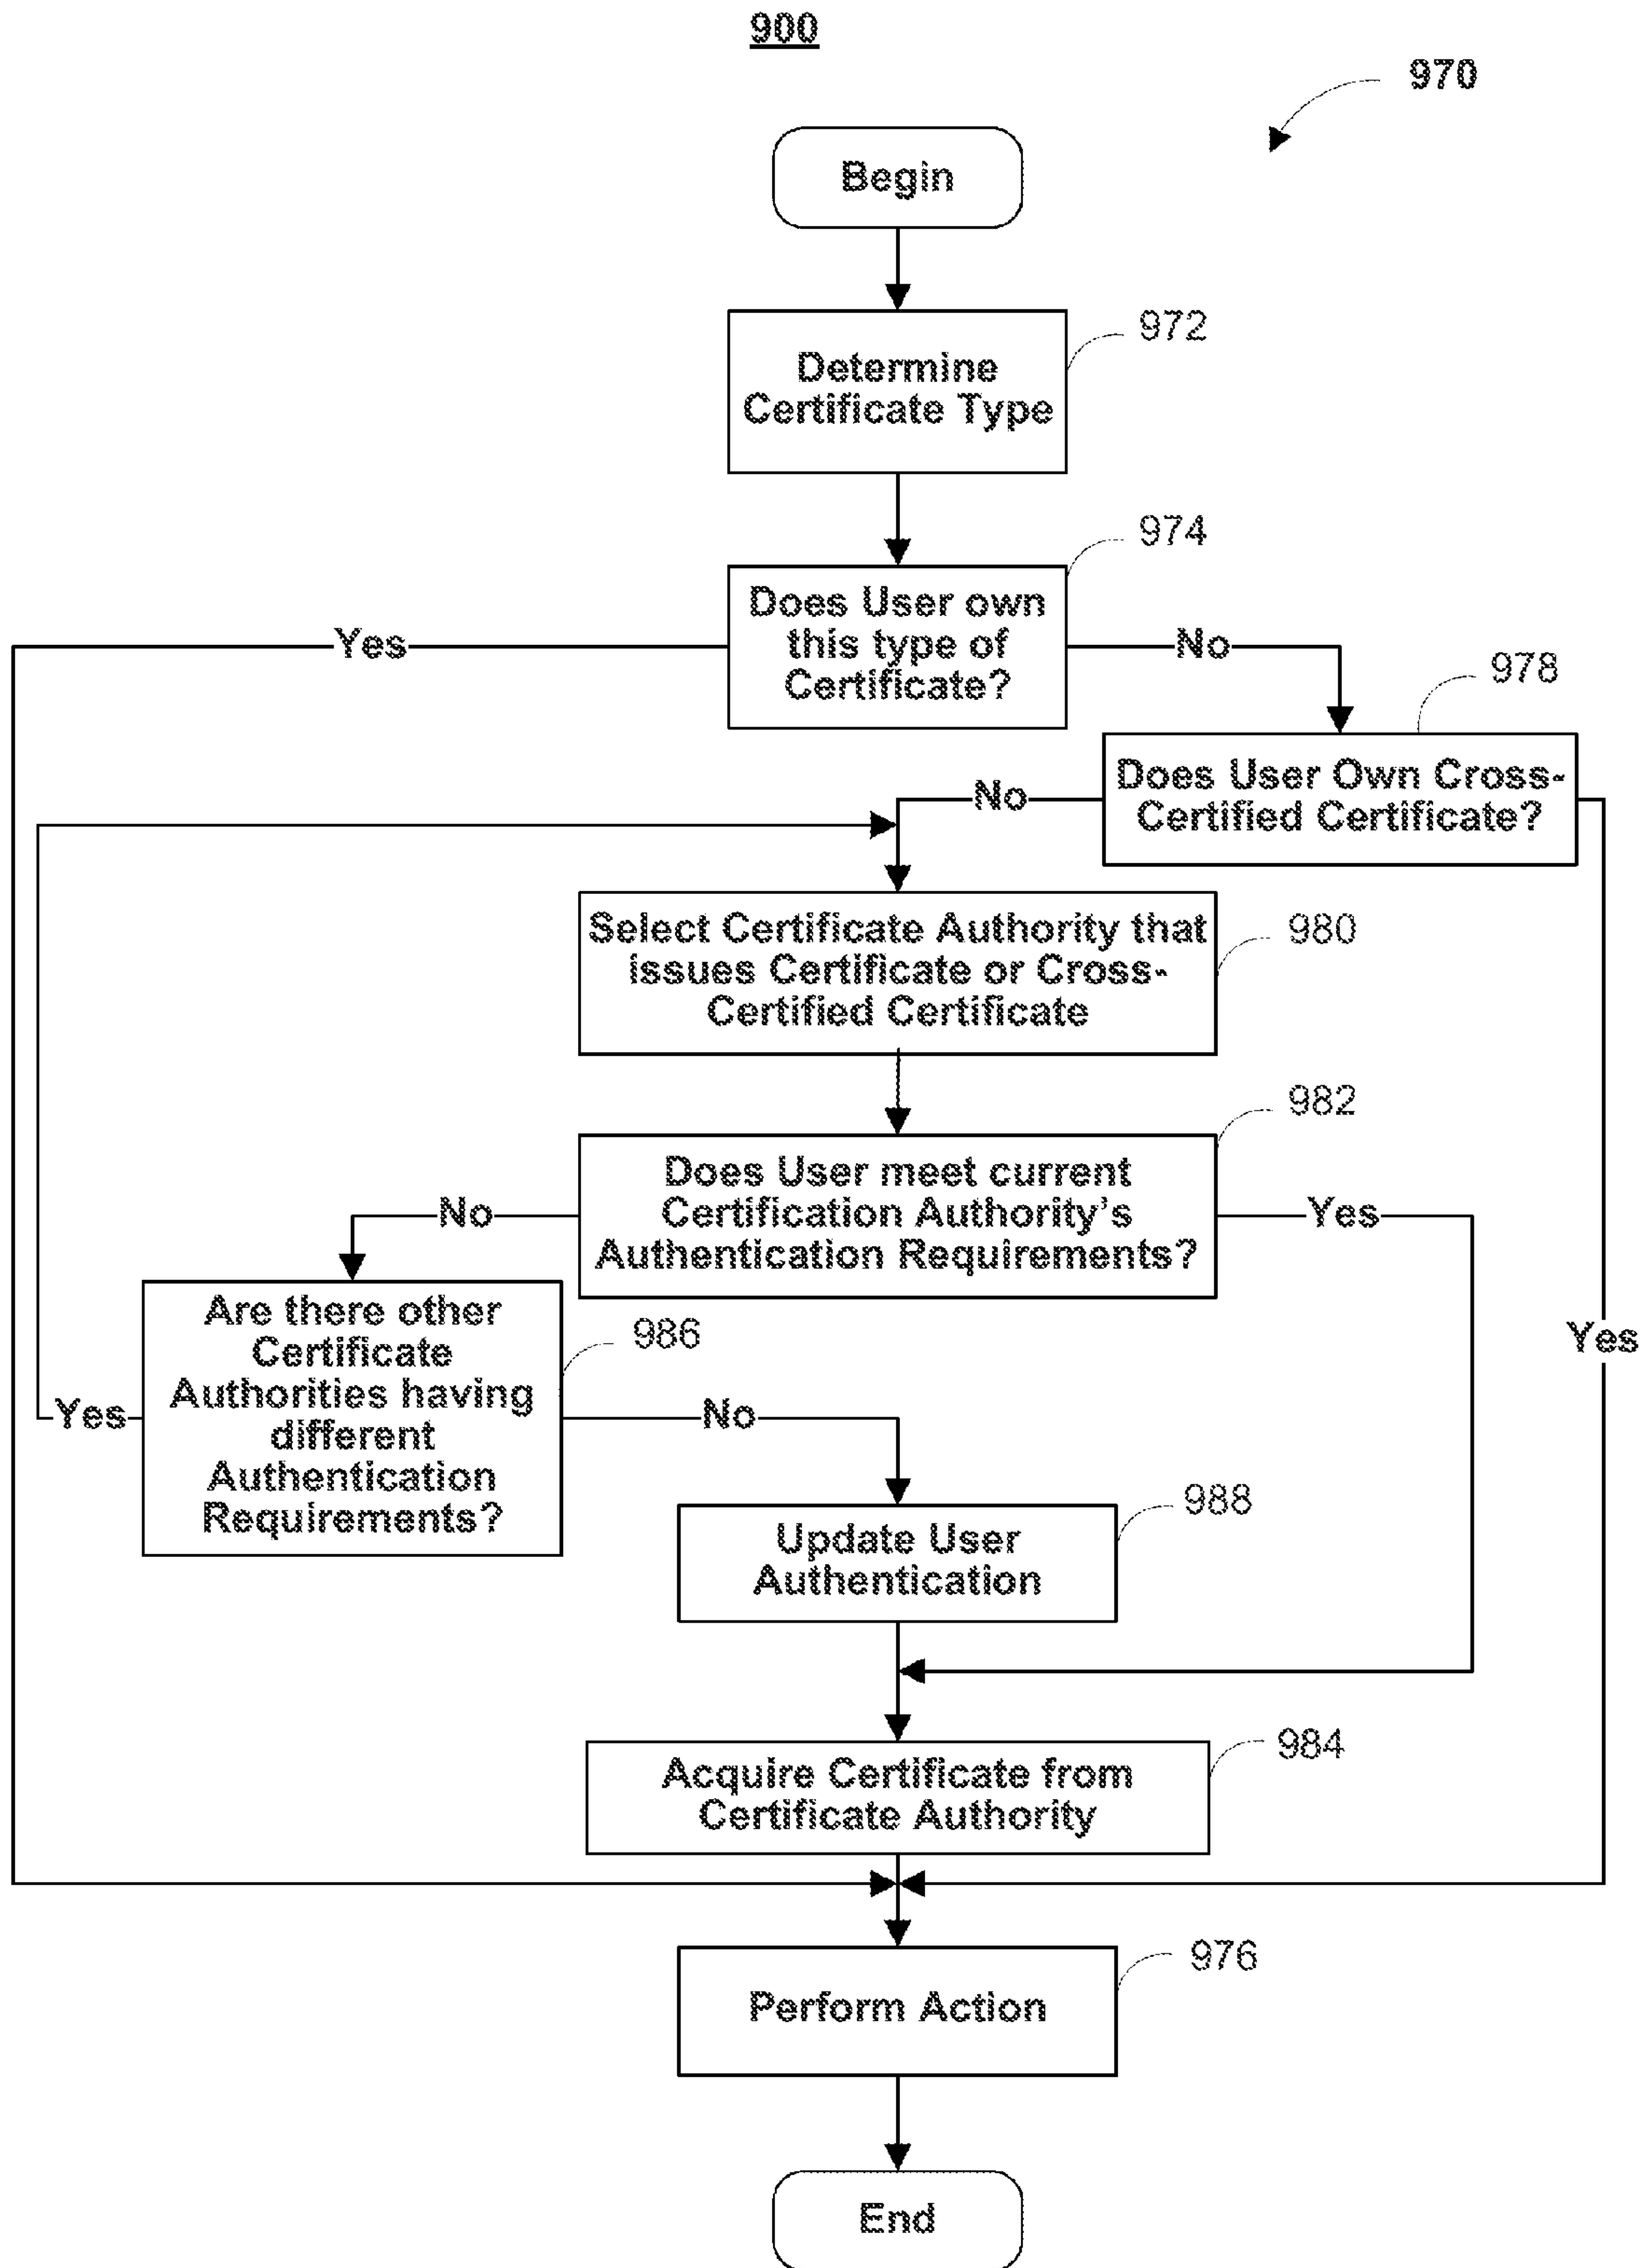 900
970
Begin
972
Determine
Certificate Type
974
Does User own
this type of
Certificate?
Yes
No
978
Does User Own Cross-
Certified Certificate?
No
Select Certificate Authority that
issues Certificate or Cross-
Certified Certificate
980
982
Does User meet current
Certification Authority's
Authentication Requirements?
No
Yes
Are there other
Certificate
Authorities having
different
Authentication
Requirements?
986
Yes
Yes
No
988
Update User
Authentication
984
Acquire Certificate from
Certificate Authority
976
Perform Action
End